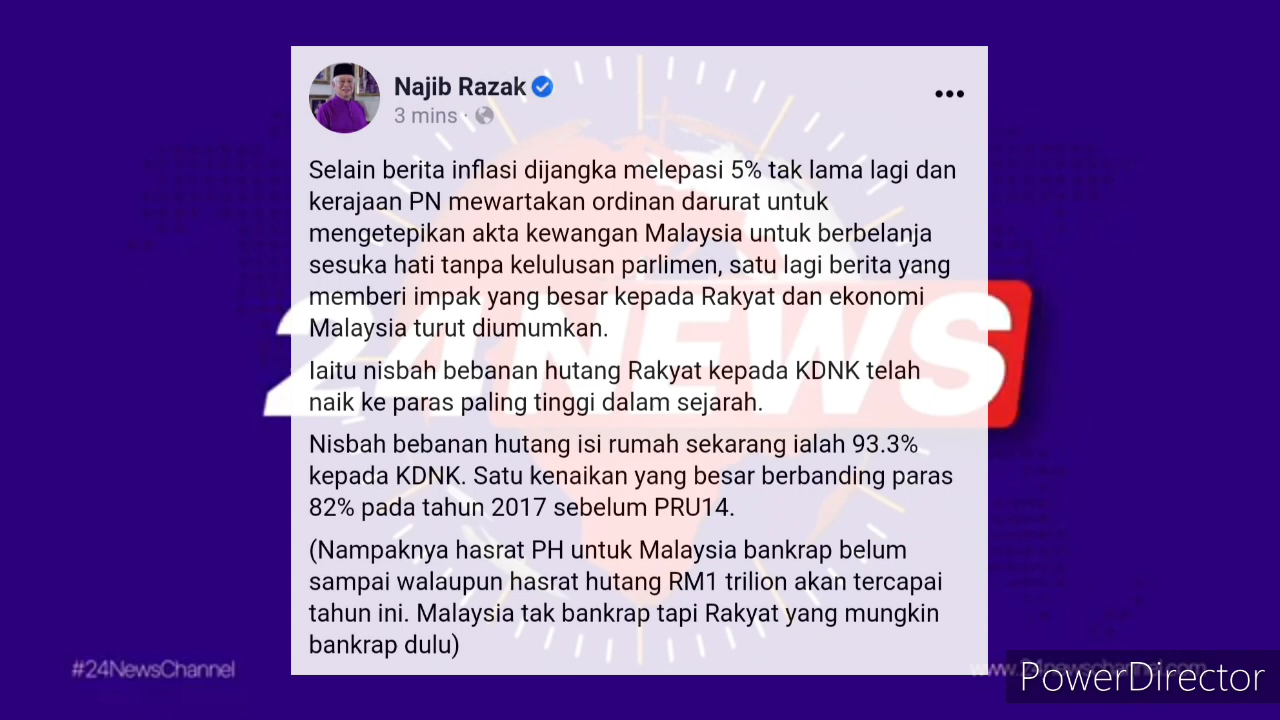 Najib Razak
3 mins ·
Selain berita inflasi dijangka melepasi 5% tak lama lagi dan
kerajaan PN mewartakan ordinan darurat untuk
mengetepikan akta kewangan Malaysia untuk berbelanja
sesuka hati tanpa kelulusan parlimen, satu lagi berita yang
memberi impak yang besar kepada Rakyat dan ekonomi
Malaysia turut diumumkan.
Iaitu nisbah bebanan hutang Rakyat kepada KDNK telah
naik ke paras paling tinggi dalam sejarah.
Nisbah bebanan hutang isi rumah sekarang ialah 93.3%
kepada KDNK. Satu kenaikan yang besar berbanding paras
82% pada tahun 2017 sebelum PRU14.
(Nampaknya hasrat PH untuk Malaysia bankrap belum
sampai walaupun hasrat hutang RM1 trilion akan tercapai
tahun ini. Malaysia tak bankrap tapi Rakyat yang mungkin
bankrap dulu)
24NEWS
#24NewsChannel
www.24newschannel.com
PowerDirector